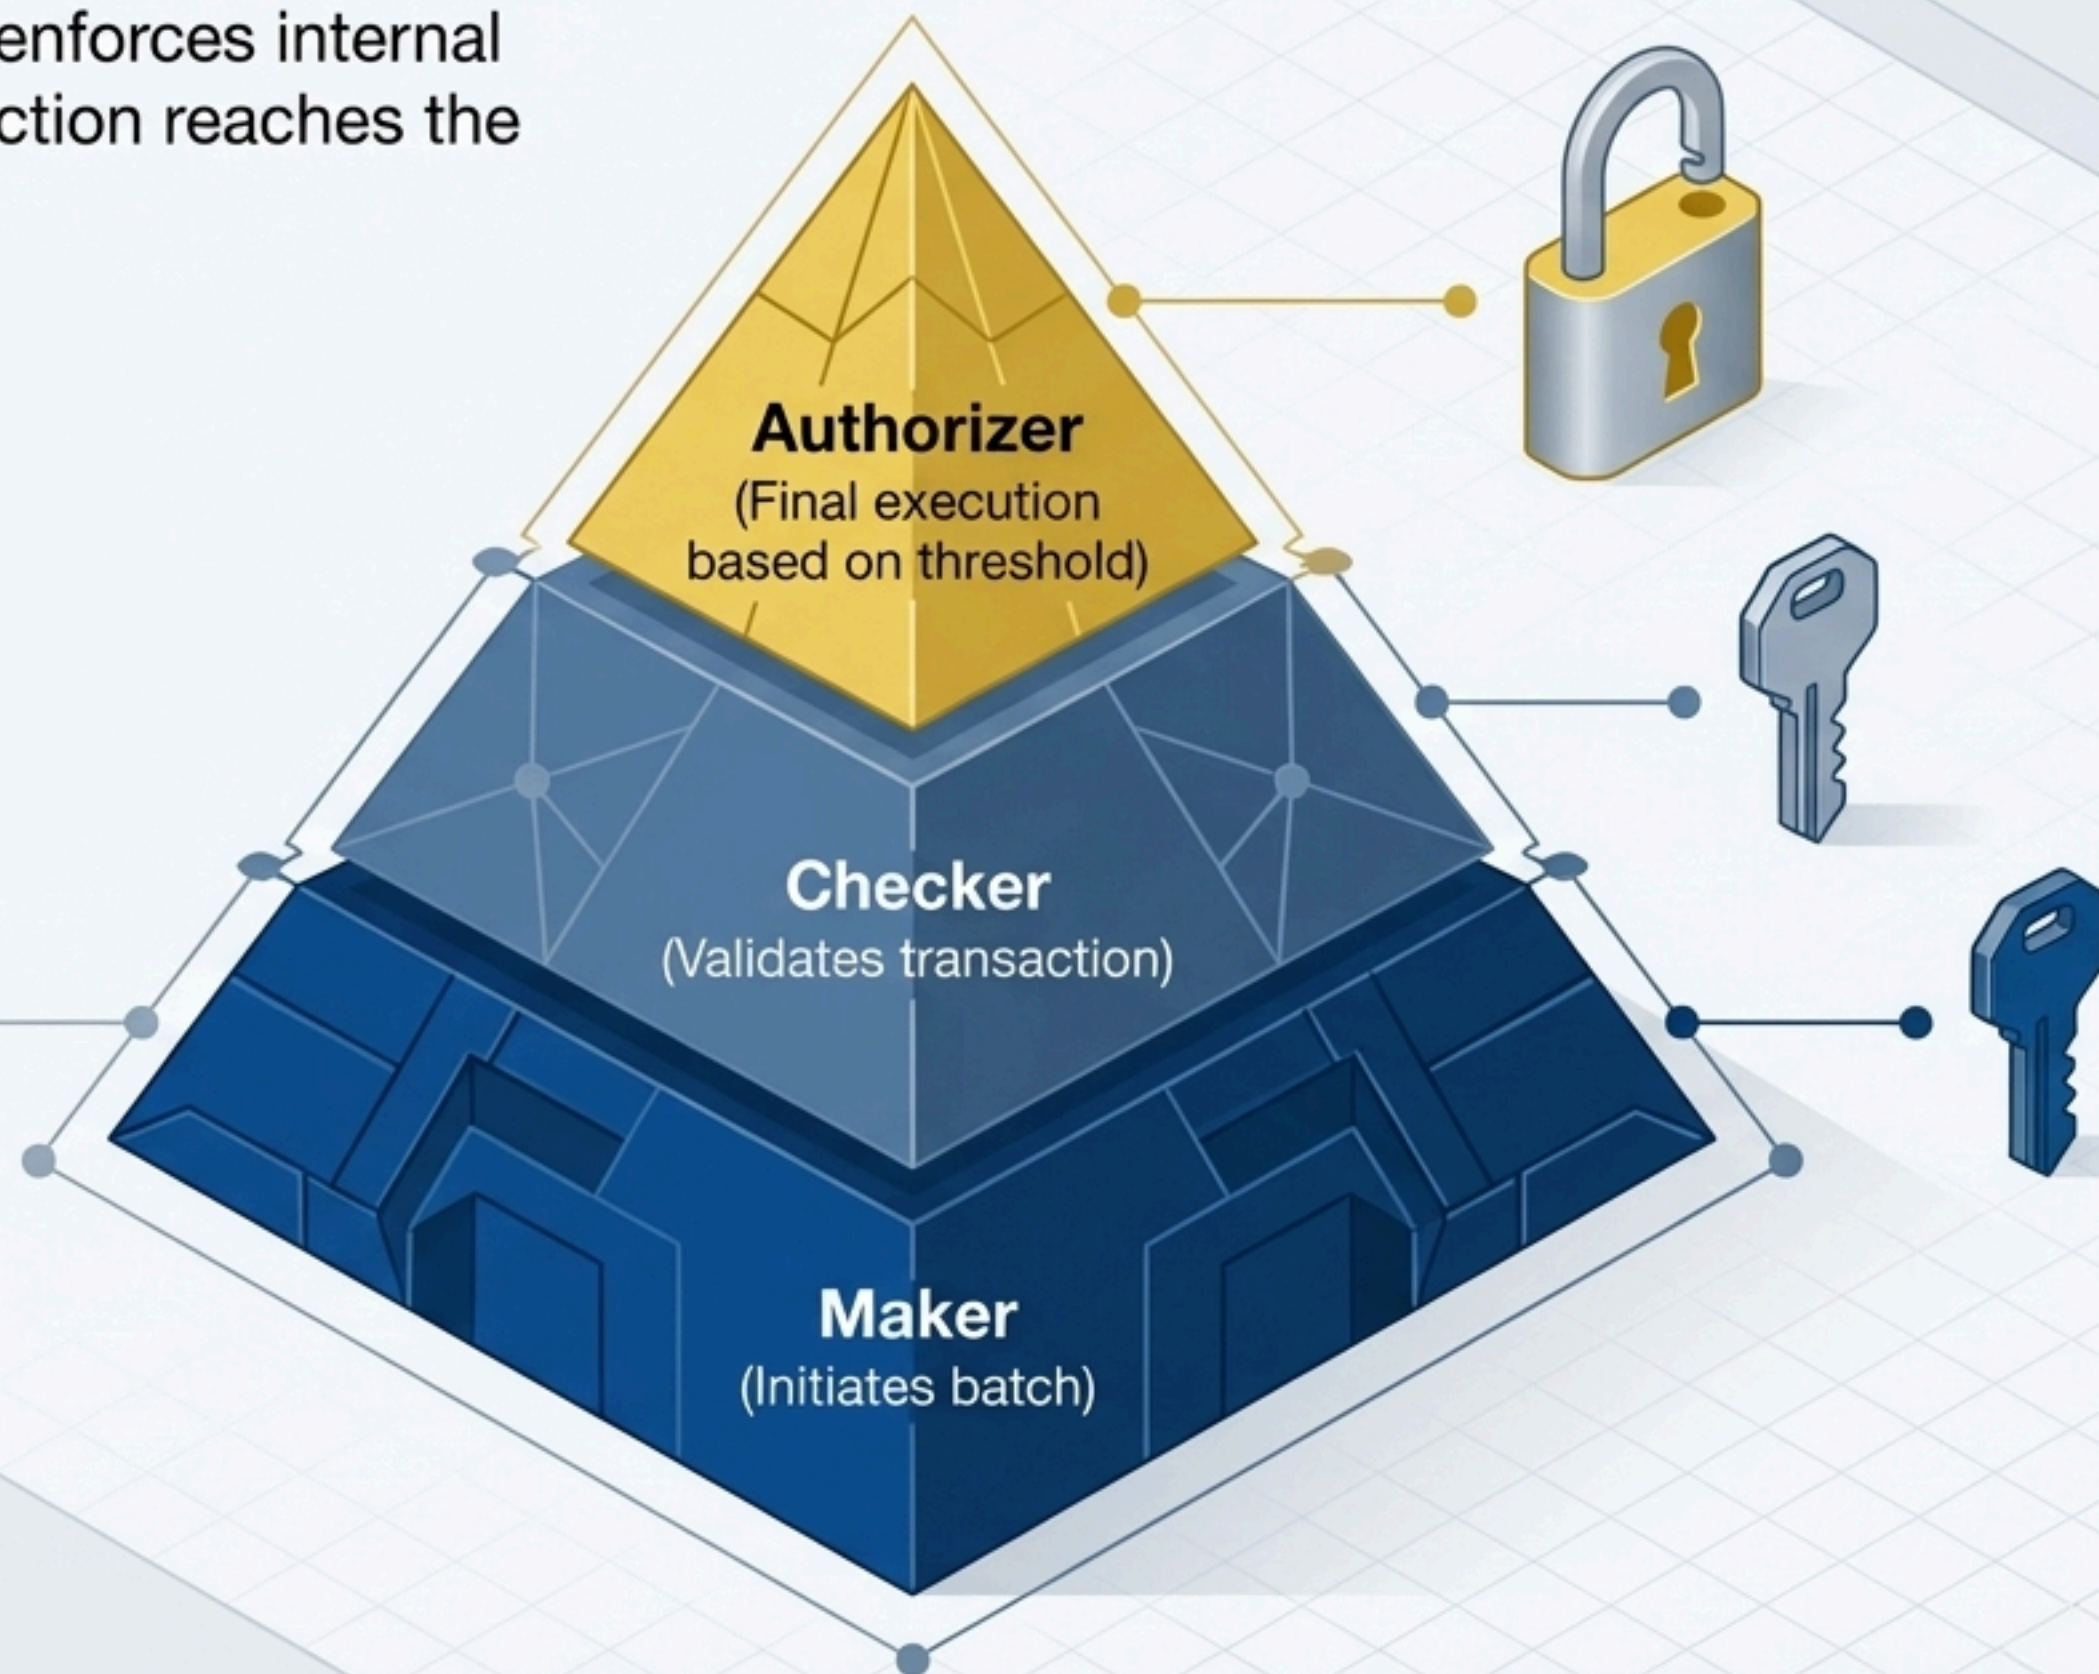 enforces internal
ction reaches the
Authorizer
(Final execution
based on threshold)
Checker
(Validates transaction)
Maker
(Initiates batch)